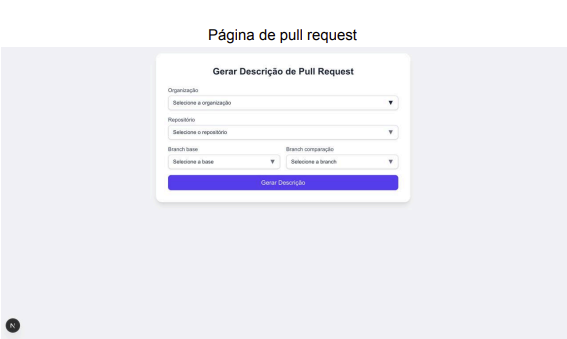 Página de pull request
Gerar Descrição de Pull Request
Organização
Selecione a organização
Repositório
Selecione o repositório
Branch base
Branch comparação
Selecione a base
Selecione a branch
Gerar Descrição
N